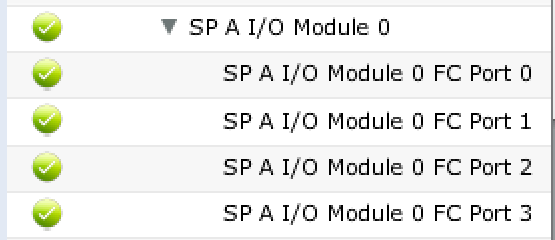 SP A I/O Module 0
SP A I/O Module 0 FC Port 0
SP A I/O Module 0 FC Port 1
SP A I/O Module 0 FC Port 2
SP A I/O Module 0 FC Port 3